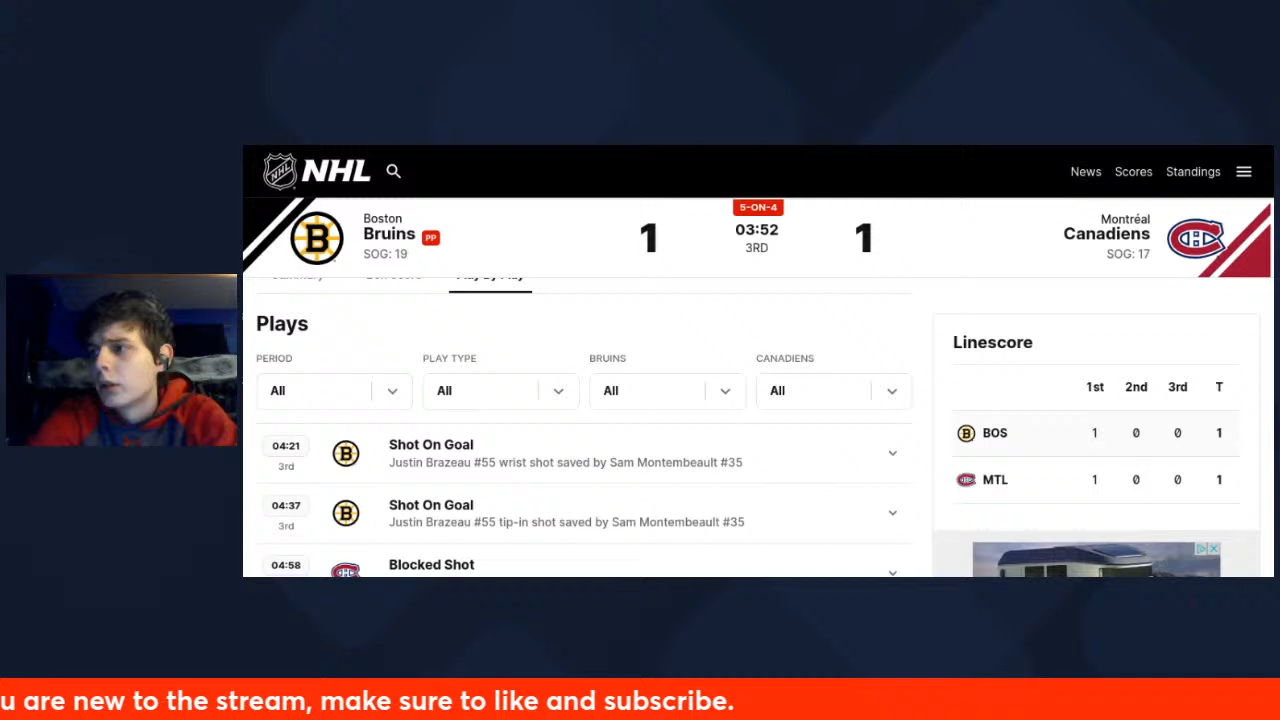 NHL
News Scores Standings
5-ON-4
Boston
Bruins PP
SOG: 19
1
03:52
3RD
1
Montréal
Canadiens
SOG: 17
Plays
PERIOD PLAY TYPE BRUINS CANADIENS
All All All All
04:21
3rd
Shot On Goal
Justin Brazeau #55 wrist shot saved by Sam Montembeault #35
04:37
3rd
Shot On Goal
Justin Brazeau #55 tip-in shot saved by Sam Montembeault #35
04:58
Blocked Shot
Linescore
1st 2nd 3rd T
BOS 1 0 0 1
MTL 1 0 0 1
u are new to the stream, make sure to like and subscribe.